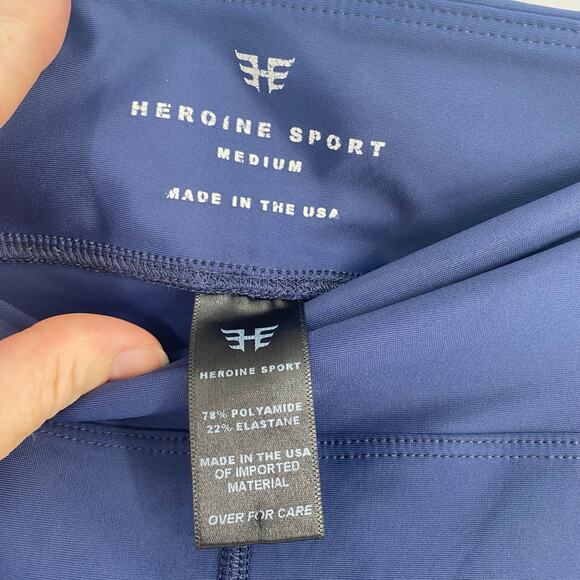 HEROINE SPORT
MEDIUM
MADE IN THE USA
HEROINE SPORT
78% POLYAMIDE
22% ELASTANE
MADE IN THE USA
OF IMPORTED
MATERIAL
OVER FOR CARE